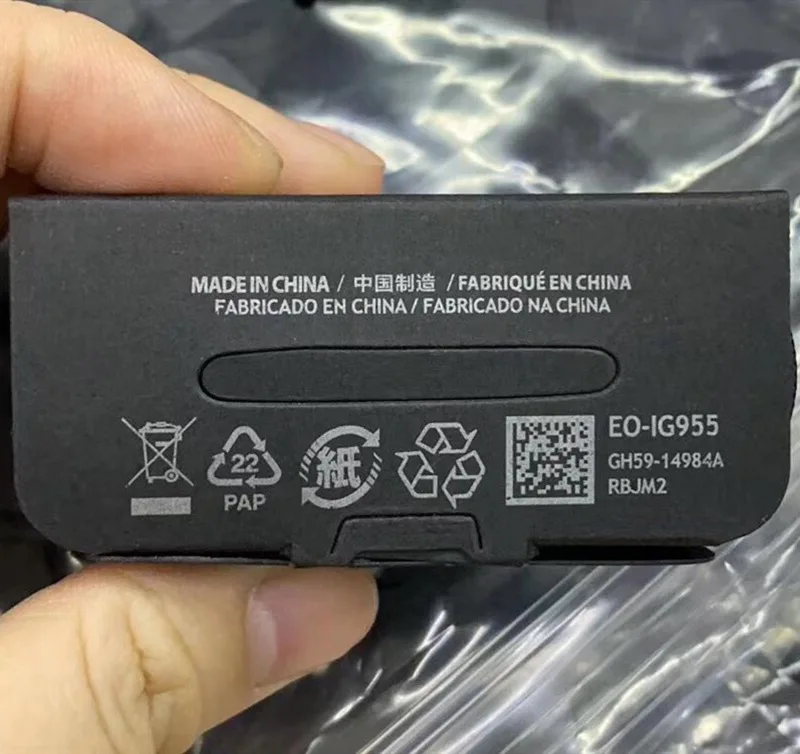 MADE IN CHINA / 中国制造 / FABRIQUÉ EN CHINA
FABRICADO EN CHINA / FABRICADO NA CHINA
22
PAP
紙
EO-IG955
GH59-14984A
RBJM2